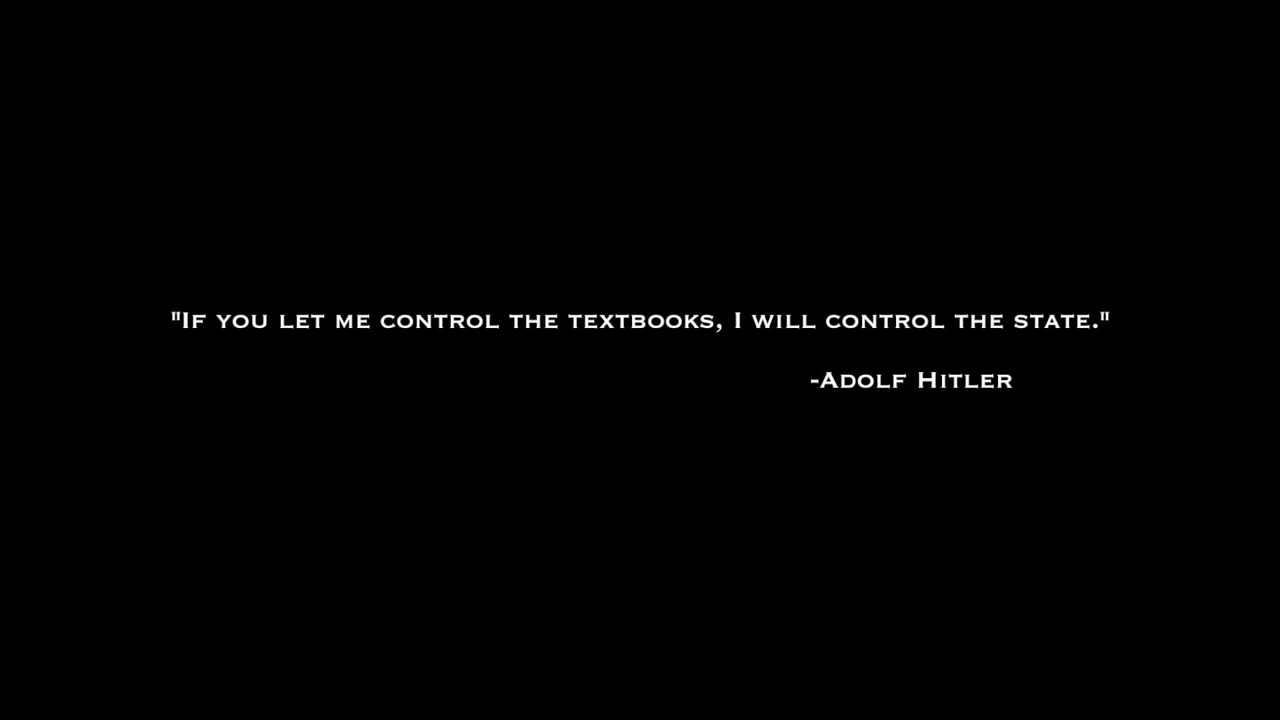 "If you let me control the textbooks, I will control the state."
-Adolf Hitler